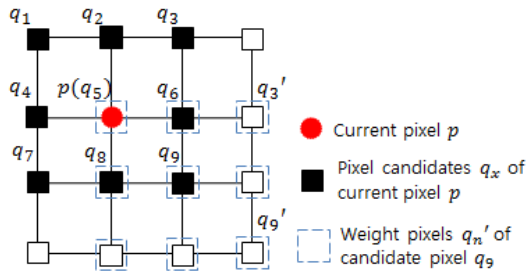 q₁ q₂ q₃
q₄ p(q₅) q₆ q₃′
q₇ q₈ q₉
q₉′
Current pixel p
Pixel candidates qₓ of
current pixel p
Weight pixels qₙ′ of
candidate pixel q₉